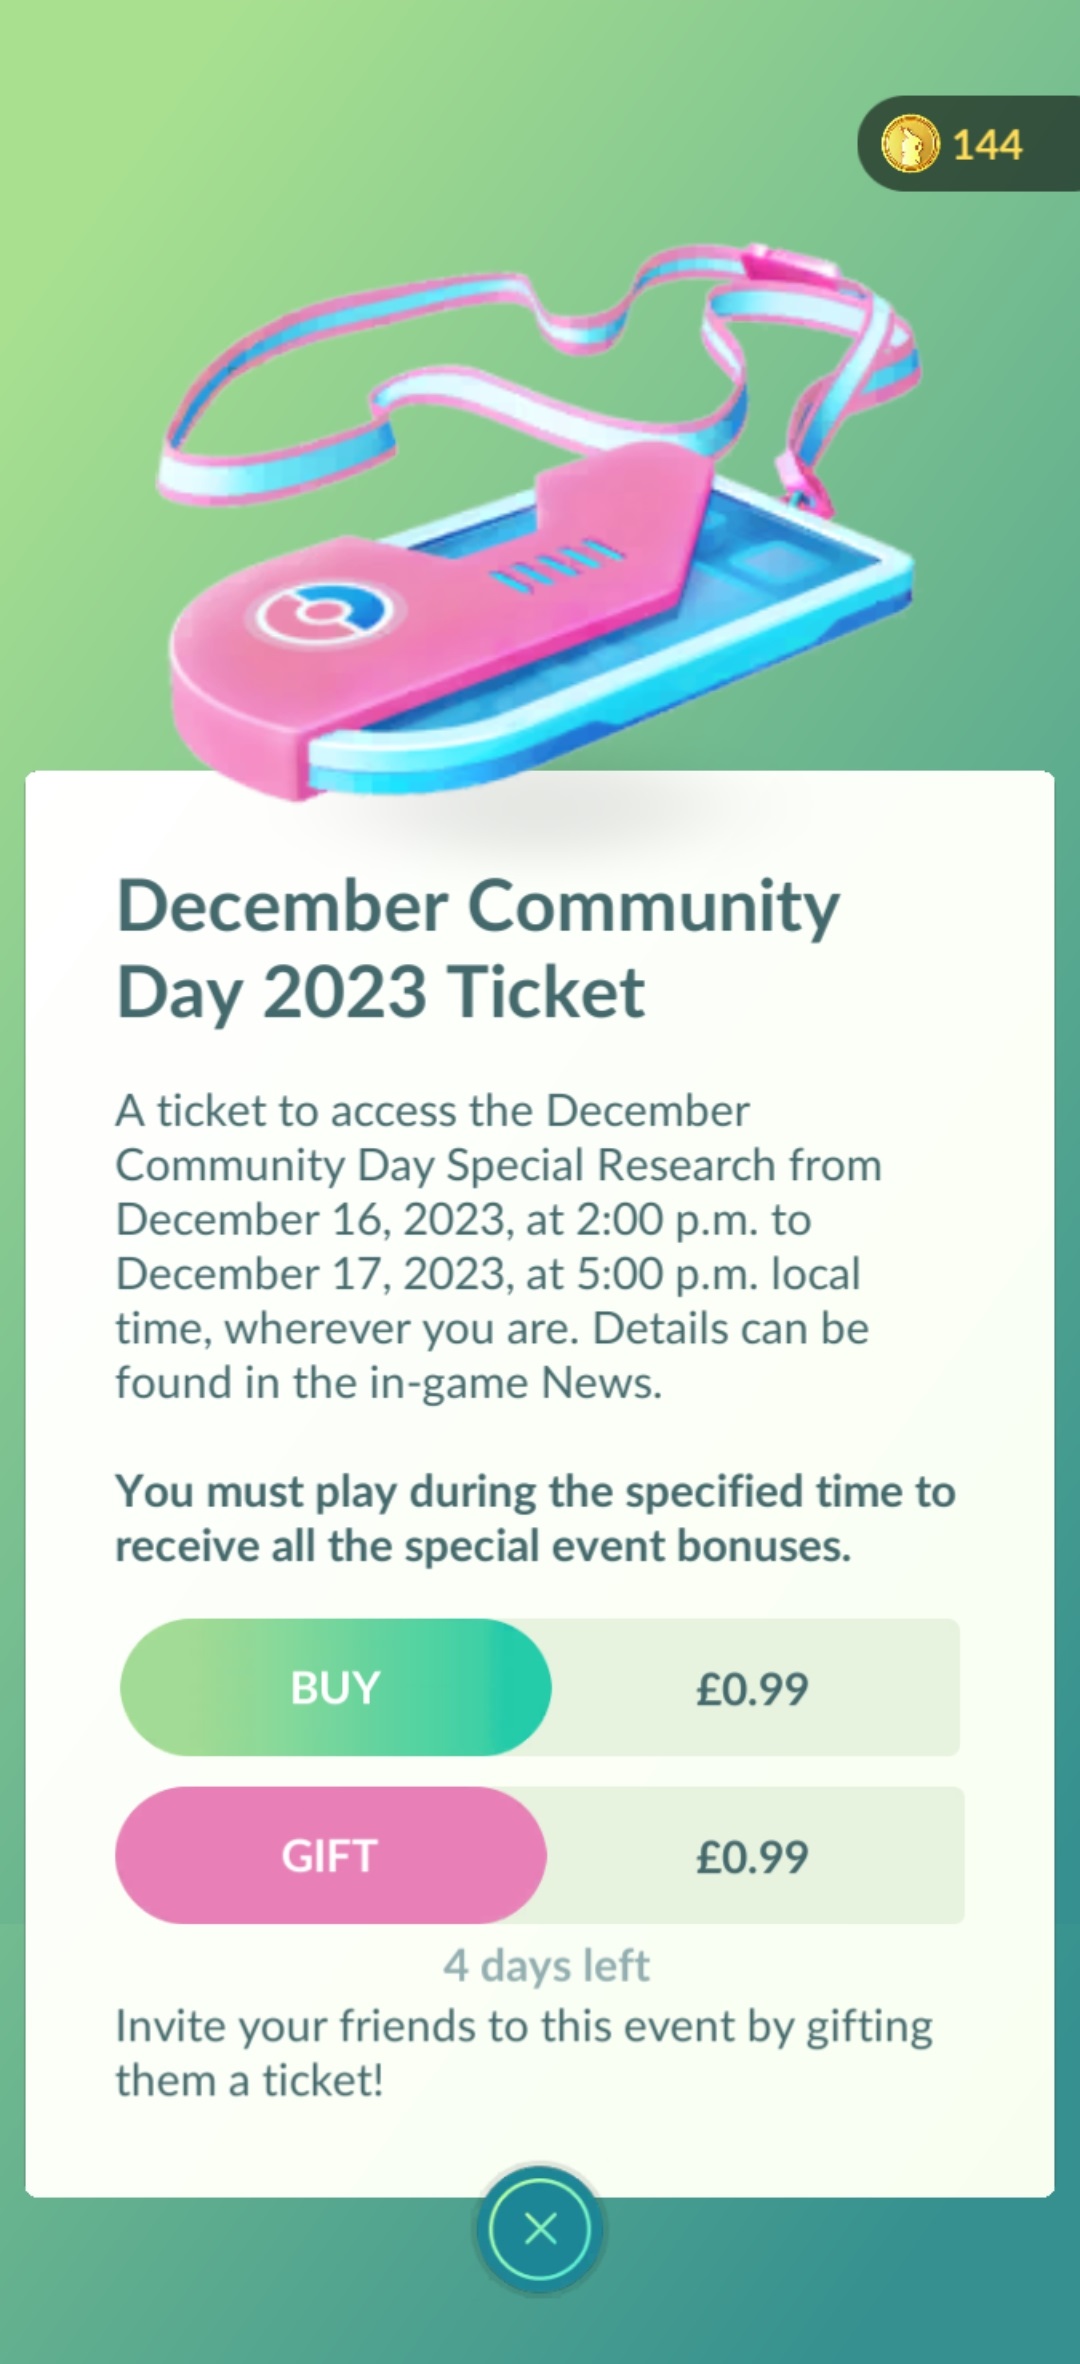 144
December Community
Day 2023 Ticket
A ticket to access the December
Community Day Special Research from
December 16, 2023, at 2:00 p.m. to
December 17, 2023, at 5:00 p.m. local
time, wherever you are. Details can be
found in the in-game News.
You must play during the specified time to
receive all the special event bonuses.
BUY £0.99
GIFT £0.99
4 days left
Invite your friends to this event by gifting
them a ticket!